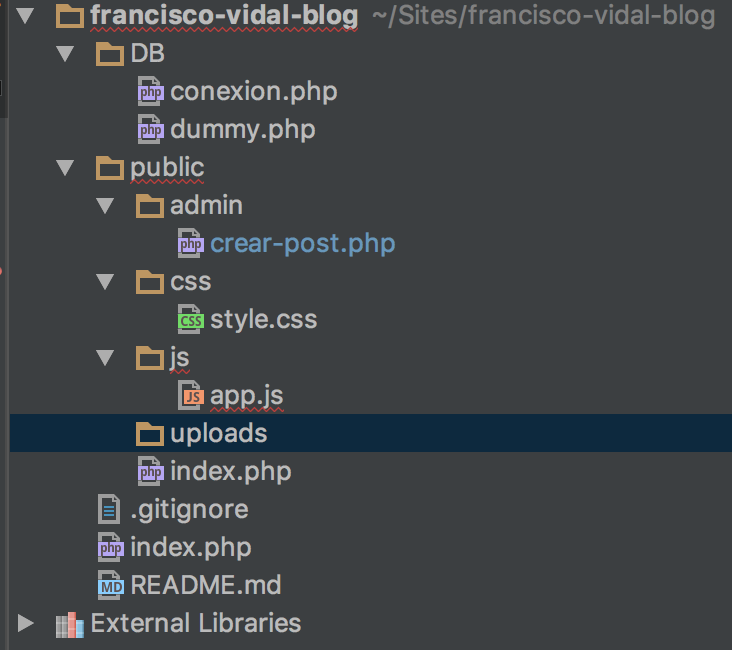 francisco-vidal-blog ~/Sites/francisco-vidal-blog
DB
php conexion.php
php dummy.php
public
admin
php crear-post.php
css
CSS style.css
js
JS app.js
uploads
php index.php
.gitignore
php index.php
MD README.md
External Libraries